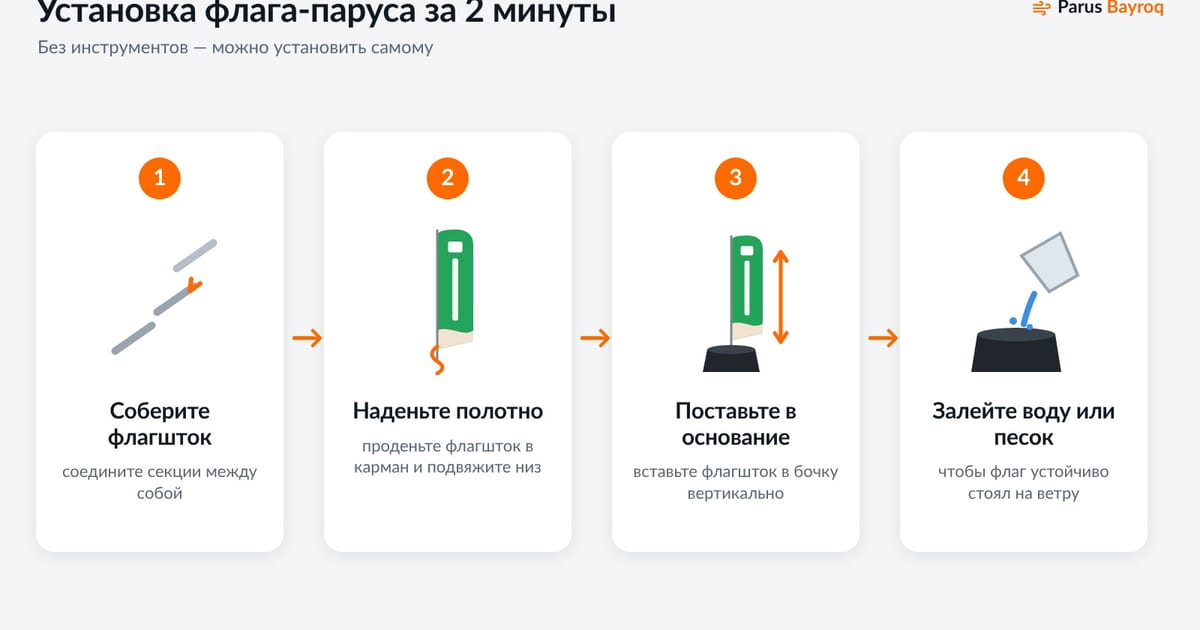 Установка флага-паруса за 2 минуты
Parus Bayroq
Без инструментов — можно установить самому
1
Соберите
флагшток
соедините секции между
собой
2
Наденьте полотно
проденьте флагшток в
карман и подвяжите низ
3
Поставьте в
основание
вставьте флагшток в бочку
вертикально
4
Залейте воду или
песок
чтобы флаг устойчиво
стоял на ветру